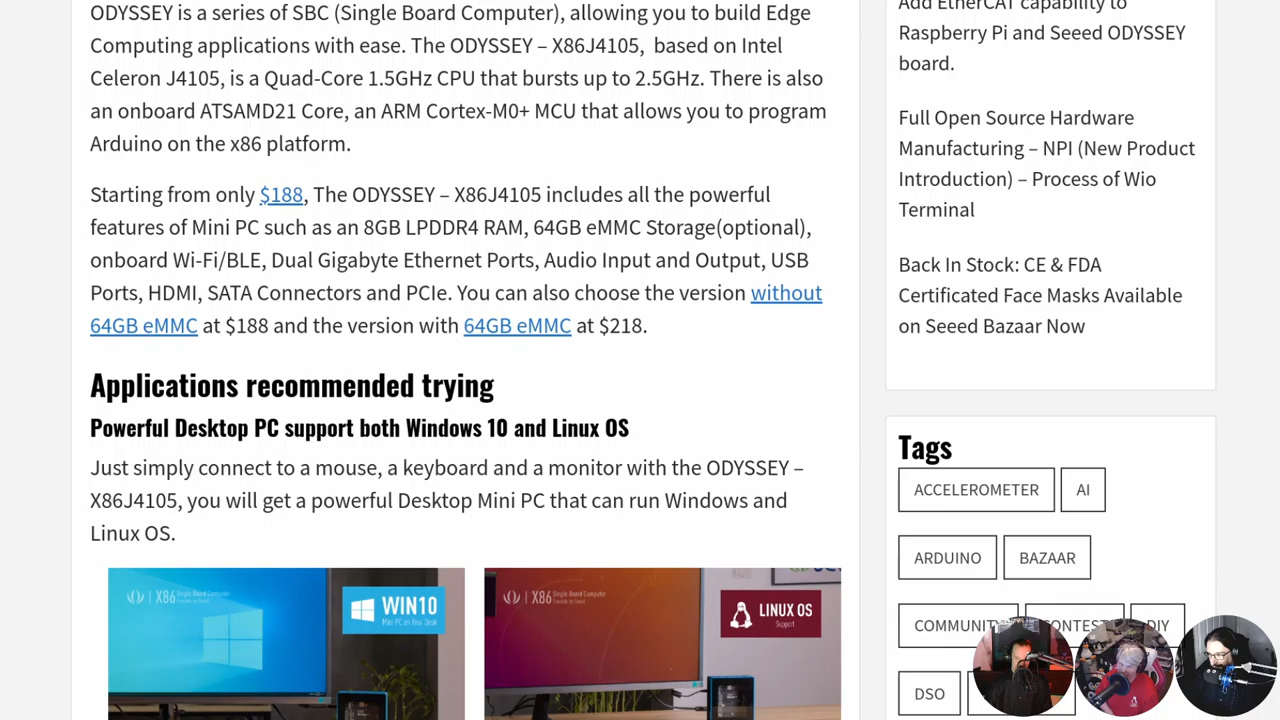 ODYSSEY is a series of SBC (Single Board Computer), allowing you to build Edge
Computing applications with ease. The ODYSSEY – X86J4105, based on Intel
Celeron J4105, is a Quad-Core 1.5GHz CPU that bursts up to 2.5GHz. There is also
an onboard ATSAMD21 Core, an ARM Cortex-M0+ MCU that allows you to program
Arduino on the x86 platform.
Starting from only $188, The ODYSSEY – X86J4105 includes all the powerful
features of Mini PC such as an 8GB LPDDR4 RAM, 64GB eMMC Storage(optional),
onboard Wi-Fi/BLE, Dual Gigabyte Ethernet Ports, Audio Input and Output, USB
Ports, HDMI, SATA Connectors and PCIe. You can also choose the version without
64GB eMMC at $188 and the version with 64GB eMMC at $218.
Applications recommended trying
Powerful Desktop PC support both Windows 10 and Linux OS
Just simply connect to a mouse, a keyboard and a monitor with the ODYSSEY –
X86J4105, you will get a powerful Desktop Mini PC that can run Windows and
Linux OS.
X86 Single Board Computer
WIN10
Mini PC on Your Desk
X86 Single Board Computer
LINUX OS
Support
Add EtherCAT capability to
Raspberry Pi and Seeed ODYSSEY
board.
Full Open Source Hardware
Manufacturing – NPI (New Product
Introduction) – Process of Wio
Terminal
Back In Stock: CE & FDA
Certificated Face Masks Available
on Seeed Bazaar Now
Tags
ACCELEROMETER AI
ARDUINO BAZAAR
COMMUNITY CONTEST DIY
DSO